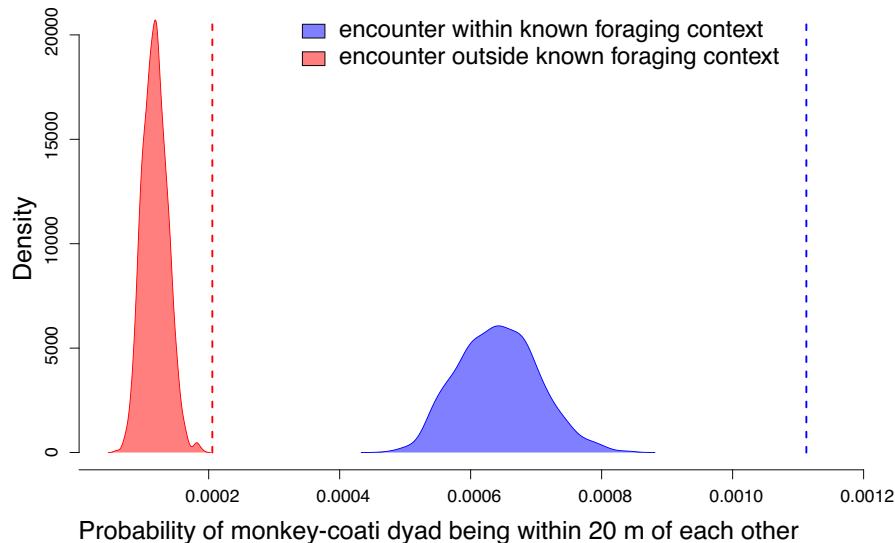 encounter within known foraging context
encounter outside known foraging context
Density
20000
15000
10000
5000
0
0.0002 0.0004 0.0006 0.0008 0.0010 0.0012
Probability of monkey-coati dyad being within 20 m of each other